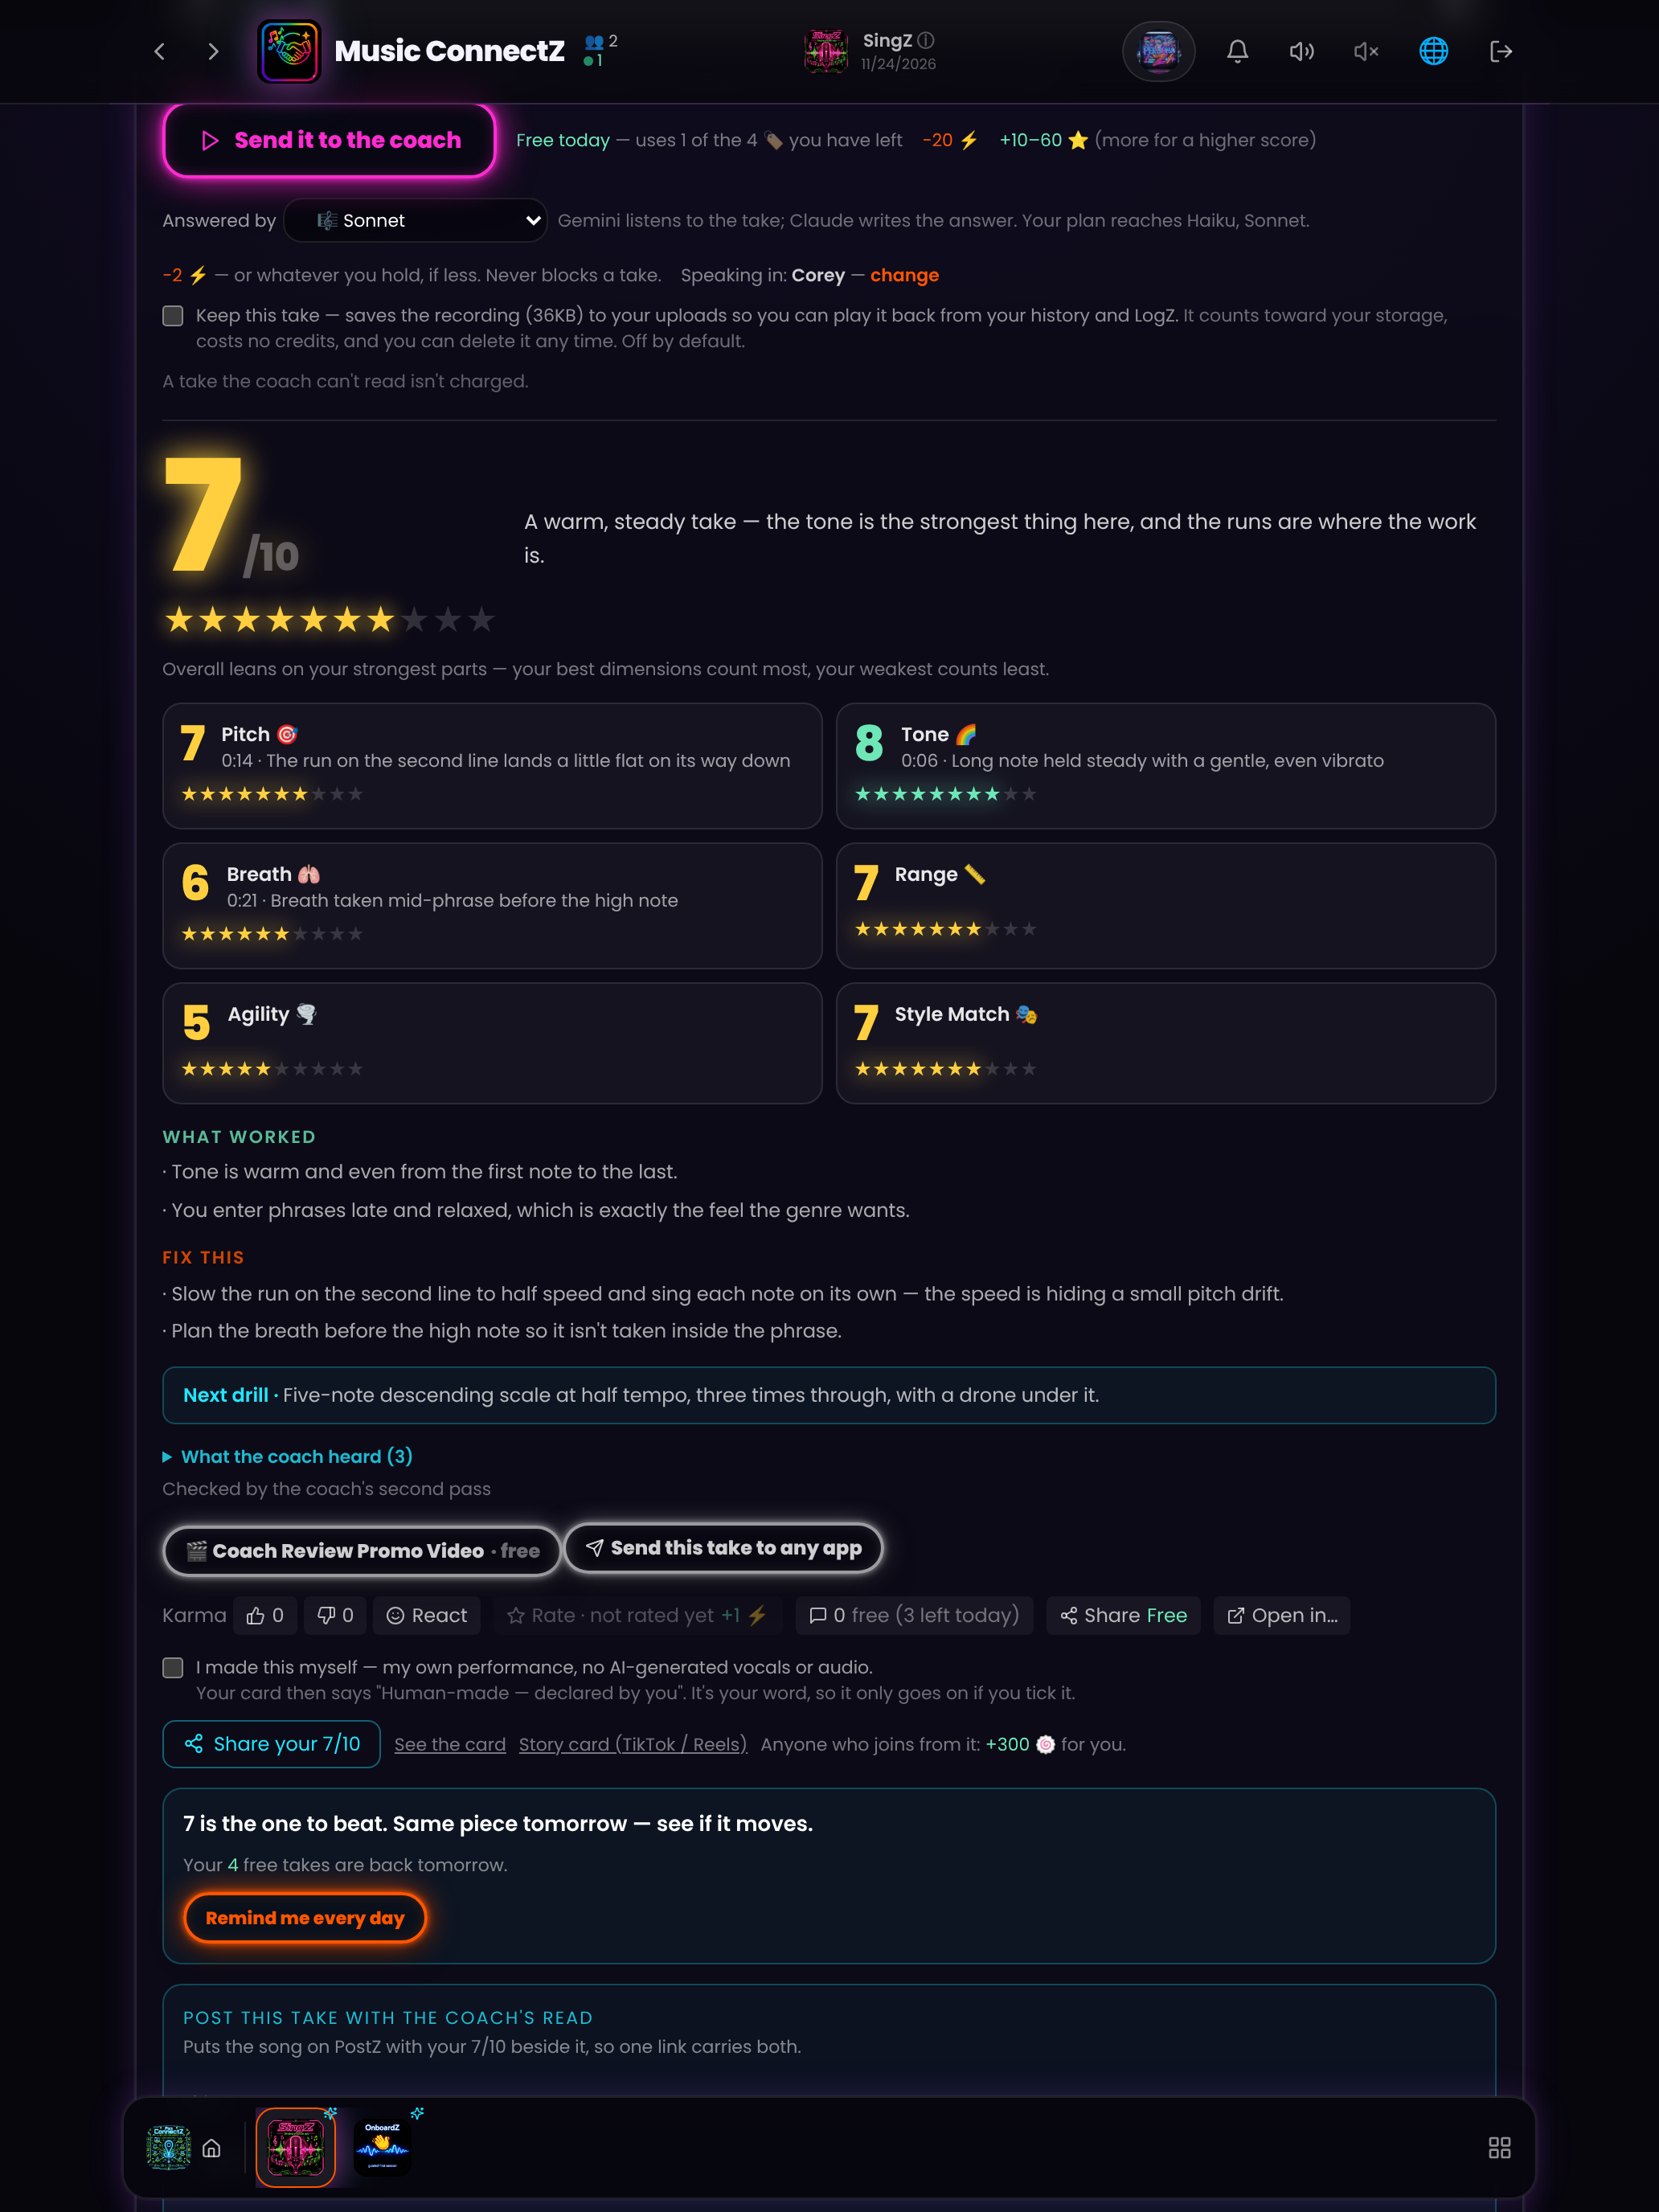 Music ConnectZ
2
1
SingZ
11/24/2026
Send it to the coach
Free today — uses 1 of the 4 you have left −20 ⚡ +10–60 ⭐ (more for a higher score)
Answered by
Sonnet
Gemini listens to the take; Claude writes the answer. Your plan reaches Haiku, Sonnet.
−2 ⚡ — or whatever you hold, if less. Never blocks a take. Speaking in: Corey — change
Keep this take — saves the recording (36KB) to your uploads so you can play it back from your history and LogZ. It counts toward your storage,
costs no credits, and you can delete it any time. Off by default.
A take the coach can't read isn't charged.
7/10
A warm, steady take — the tone is the strongest thing here, and the runs are where the work
is.
Overall leans on your strongest parts — your best dimensions count most, your weakest counts least.
7 Pitch
0:14 · The run on the second line lands a little flat on its way down
8 Tone
0:06 · Long note held steady with a gentle, even vibrato
6 Breath
0:21 · Breath taken mid-phrase before the high note
7 Range
5 Agility
7 Style Match
WHAT WORKED
· Tone is warm and even from the first note to the last.
· You enter phrases late and relaxed, which is exactly the feel the genre wants.
FIX THIS
· Slow the run on the second line to half speed and sing each note on its own — the speed is hiding a small pitch drift.
· Plan the breath before the high note so it isn't taken inside the phrase.
Next drill · Five-note descending scale at half tempo, three times through, with a drone under it.
What the coach heard (3)
Checked by the coach's second pass
Coach Review Promo Video · free
Send this take to any app
Karma 0 0 React Rate · not rated yet +1 ⚡ 0 free (3 left today) Share Free Open in...
I made this myself — my own performance, no AI-generated vocals or audio.
Your card then says "Human-made — declared by you". It's your word, so it only goes on if you tick it.
Share your 7/10 See the card Story card (TikTok / Reels) Anyone who joins from it: +300 for you.
7 is the one to beat. Same piece tomorrow — see if it moves.
Your 4 free takes are back tomorrow.
Remind me every day
POST THIS TAKE WITH THE COACH'S READ
Puts the song on PostZ with your 7/10 beside it, so one link carries both.
ConnectZ
SingZ
OnboardZ